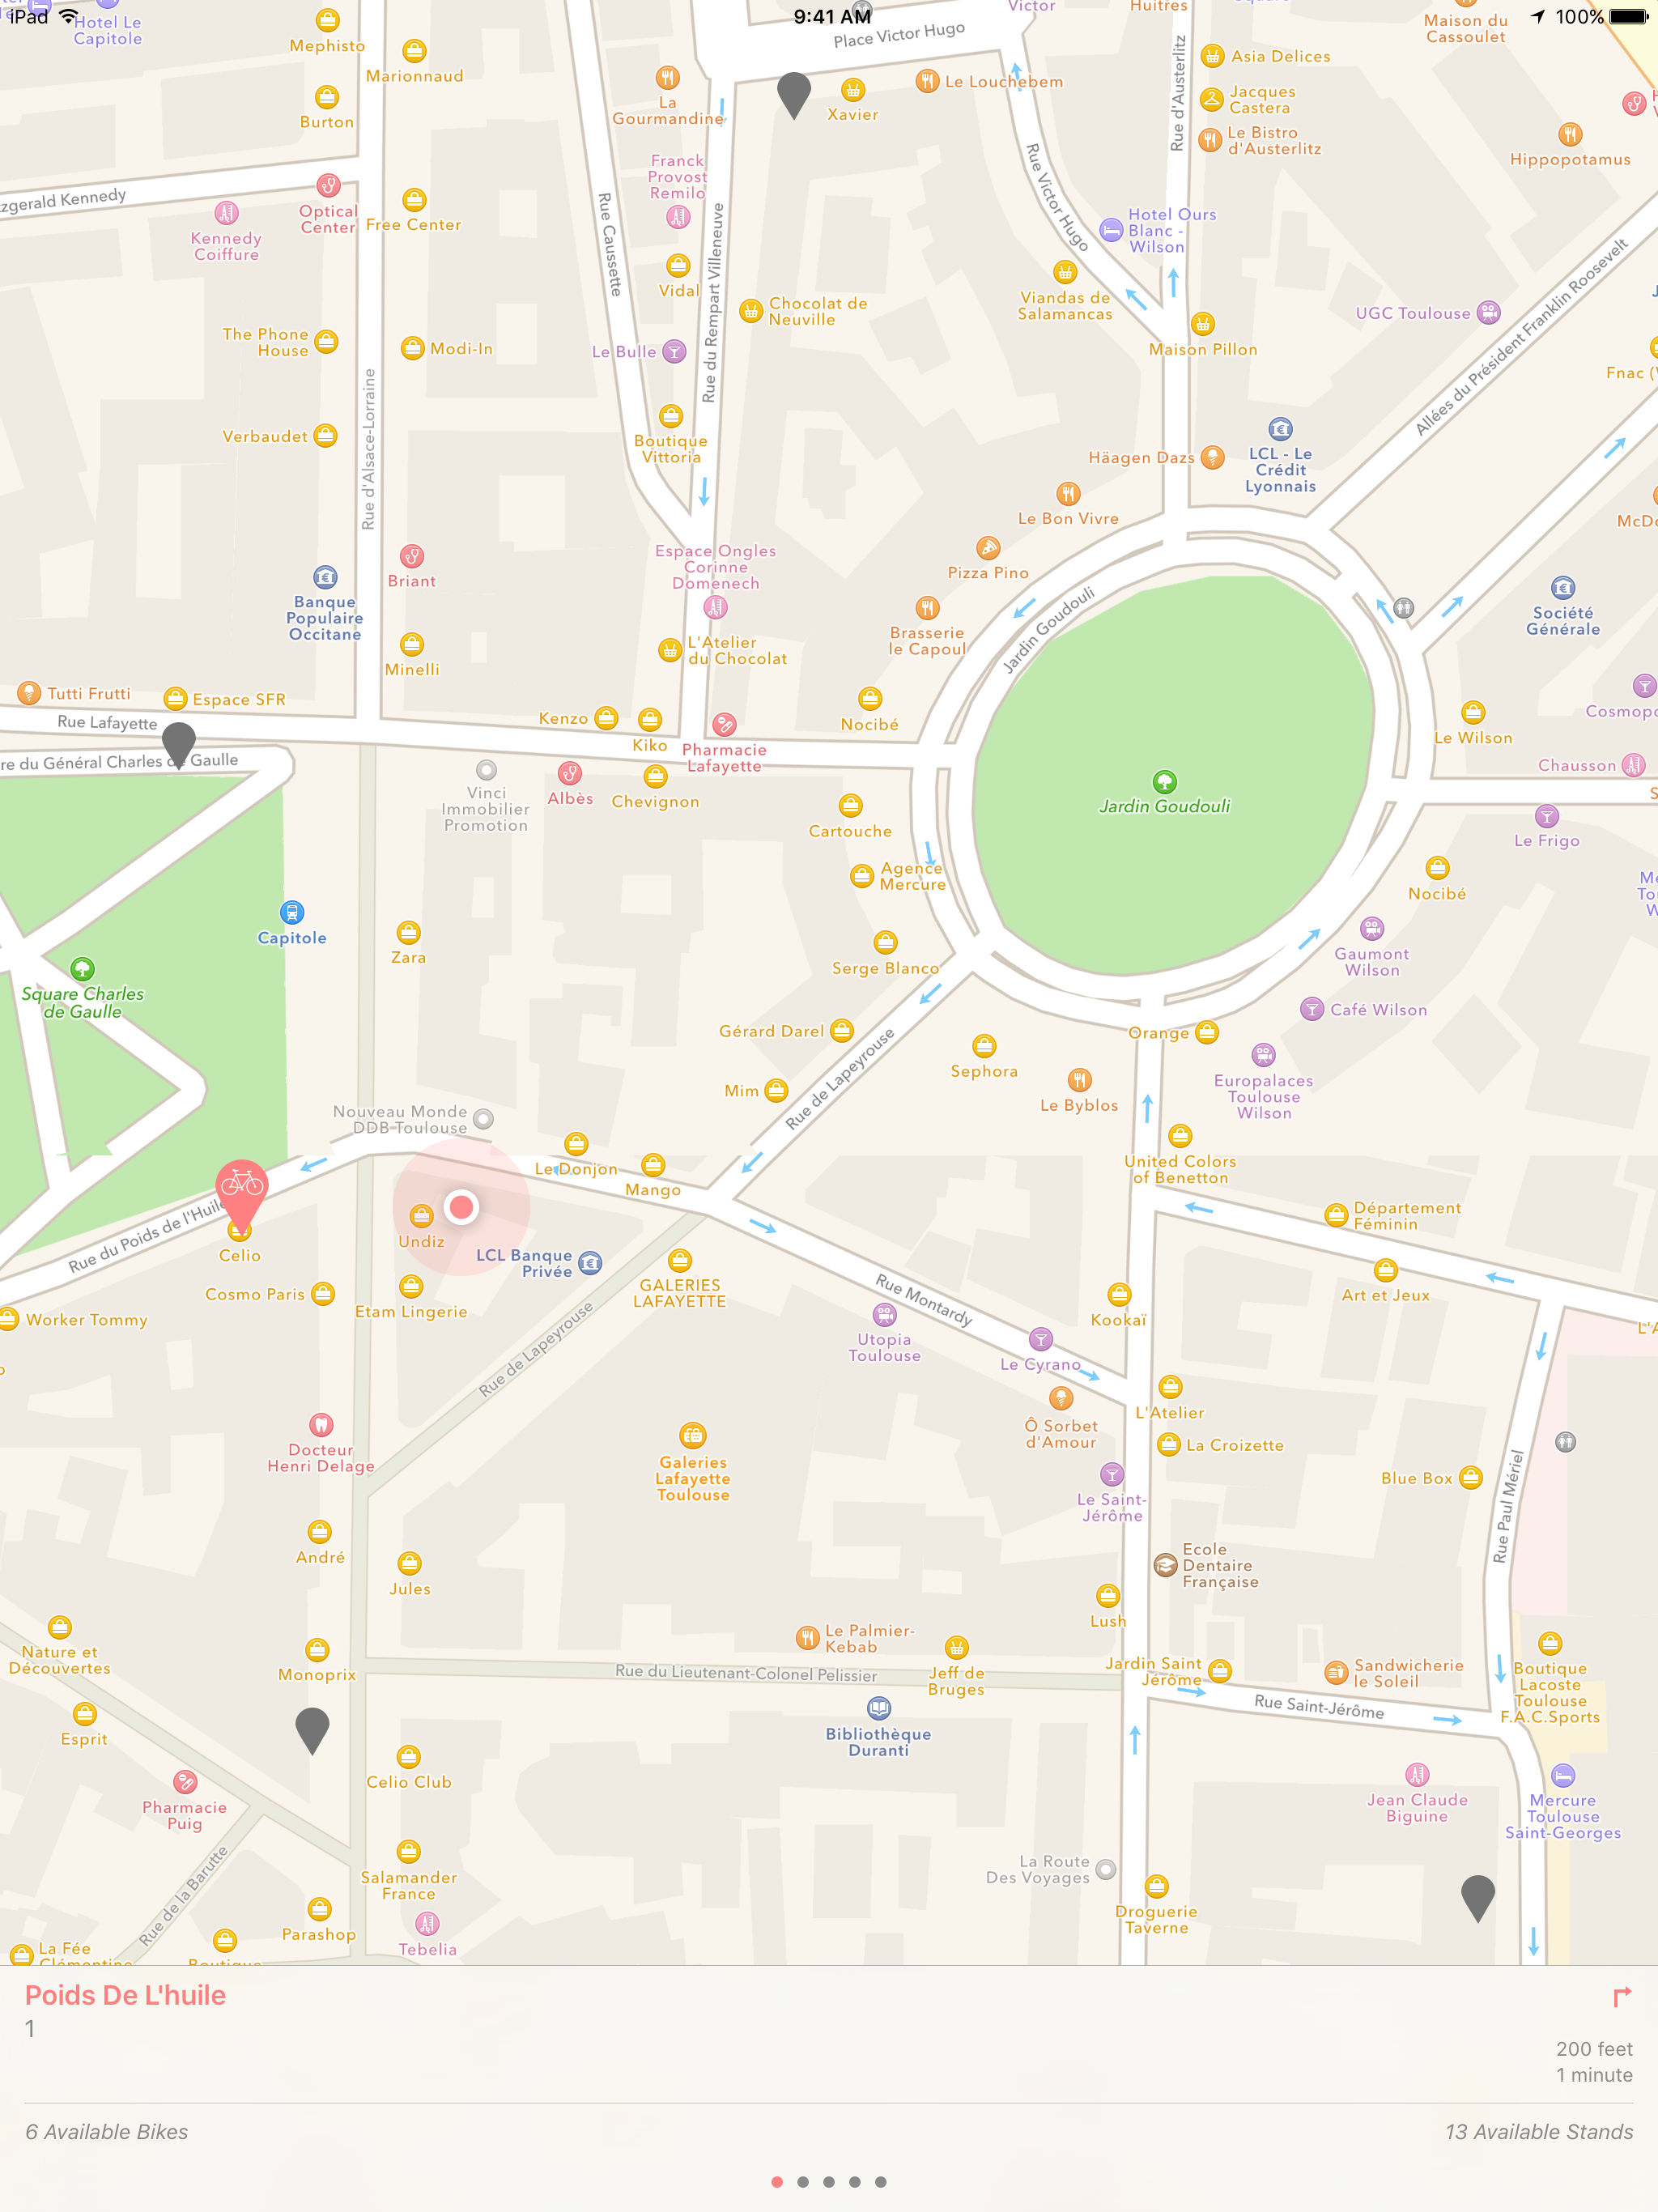 iPad
9:41 AM
100%
Hotel Le
Capitole
Mephisto
Marionnaud
Burton
Place Victor Hugo
Victor
Huitres
Maison du
Cassoulet
La
Gourmandine
Xavier
Le Louchebem
Rue d'Austerlitz
Asia Delices
Jacques
Castera
Le Bistro
d'Austerlitz
Hippopotamus
zgerald Kennedy
Kennedy
Coiffure
Optical
Center
Free Center
Rue Caussette
Franck
Provost
Remilo
Vidal
Rue du Rempart Villeneuve
Rue Victor Hugo
Hotel Ours
Blanc -
Wilson
Viandas de
Salamancas
Chocolat de
Neuville
UGC Toulouse
Allées du Président Franklin Roosevelt
Maison Pillon
The Phone
House
Modi-In
Le Bulle
Fnac (
Rue d'Alsace-Lorraine
Verbaudet
Boutique
Vittoria
Häagen Dazs
LCL - Le
Crédit
Lyonnais
Le Bon Vivre
McDo
Pizza Pino
Espace Ongles
Corinne
Domenech
Briant
Banque
Populaire
Occitane
Jardin Goudouli
Brasserie
le Capoul
Société
Générale
Minelli
L'Atelier
du Chocolat
Tutti Frutti
Espace SFR
Rue Lafayette
Kenzo
Kiko
Pharmacie
Lafayette
Nocibé
Cosmopo
Le Wilson
re du Général Charles de Gaulle
Vinci
Immobilier
Promotion
Albès
Chevignon
Chausson
S
Cartouche
Jardin Goudouli
Le Frigo
Agence
Mercure
Nocibé
Me
Tou
W
Capitole
Zara
Serge Blanco
Gaumont
Wilson
Square Charles
de Gaulle
Gérard Darel
Café Wilson
Orange
Rue de Lapeyrouse
Sephora
Mim
Le Byblos
Europalaces
Toulouse
Wilson
Nouveau Monde
DDB Toulouse
Le Donjon
Mango
United Colors
of Benetton
Rue du Poids de l'Huile
Celio
Undiz
LCL Banque
Privée
GALERIES
LAFAYETTE
Département
Féminin
Cosmo Paris
Etam Lingerie
Art et Jeux
Worker Tommy
Rue Montardy
Kookaï
L'A
Utopia
Toulouse
Le Cyrano
Rue de Lapeyrouse
L'Atelier
Ô Sorbet
d'Amour
Docteur
Henri Delage
Galeries
Lafayette
Toulouse
La Croizette
Blue Box
Le Saint-
Jérôme
Rue Paul Mériel
André
Jules
Ecole
Dentaire
Française
Lush
Nature et
Découvertes
Monoprix
Le Palmier-
Kebab
Rue du Lieutenant-Colonel Pelissier
Jeff de
Bruges
Jardin Saint
Jérôme
Sandwicherie
le Soleil
Boutique
Lacoste
Toulouse
F.A.C.Sports
Rue Saint-Jérôme
Esprit
Bibliothèque
Duranti
Celio Club
Pharmacie
Puig
Jean Claude
Biguine
Mercure
Toulouse
Saint-Georges
Rue de la Barutte
Salamander
France
La Route
Des Voyages
Droguerie
Taverne
Parashop
Tebelia
La Fée
Clémentine
Boutique
Poids De L'huile
1
200 feet
1 minute
6 Available Bikes
13 Available Stands